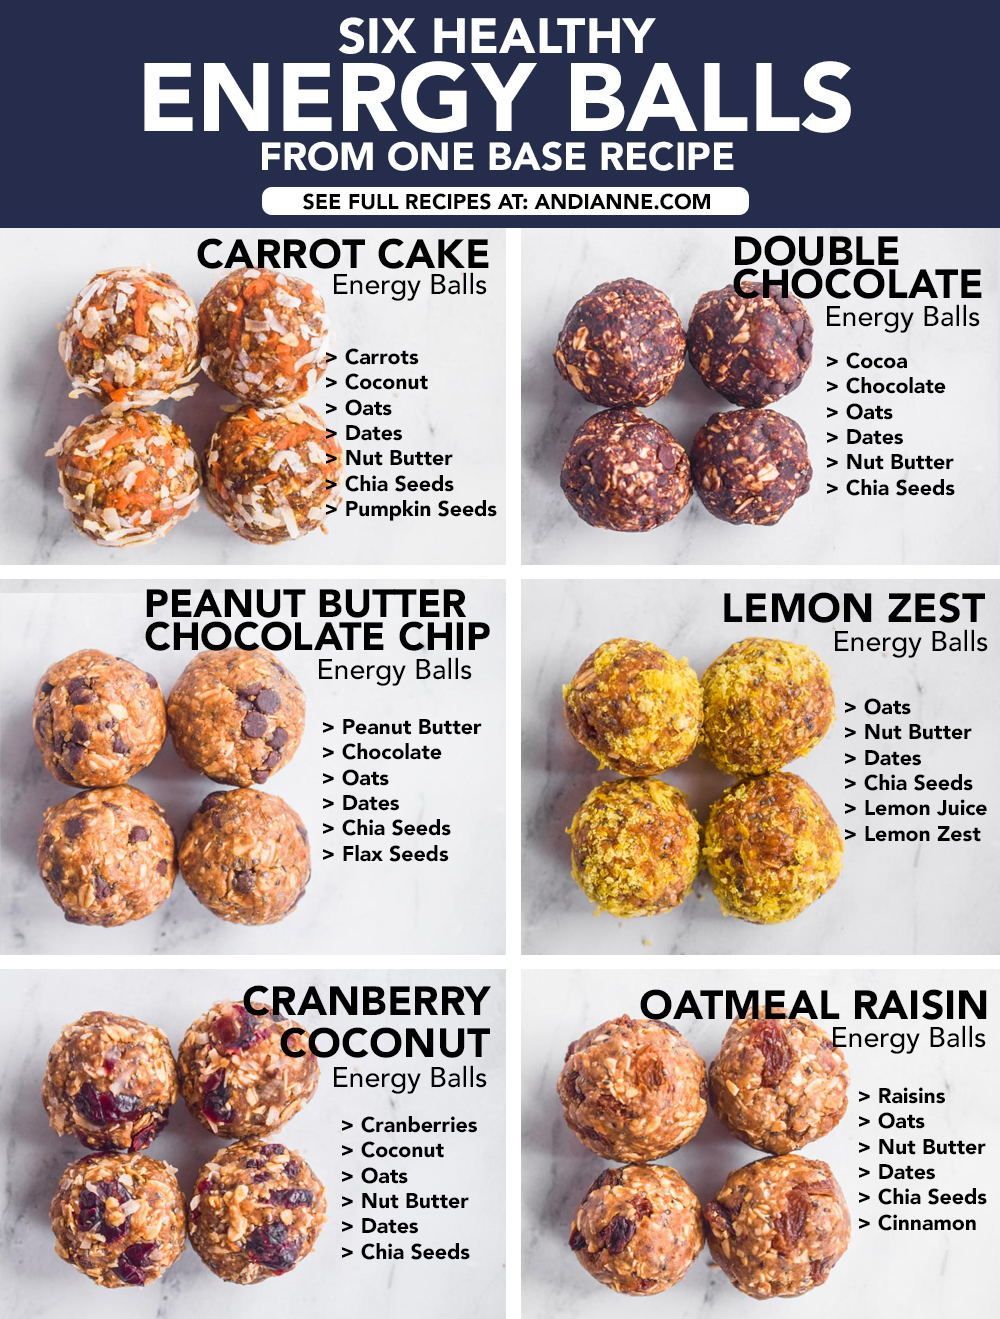 SIX HEALTHY
ENERGY BALLS
FROM ONE BASE RECIPE
SEE FULL RECIPES AT: ANDIANNE.COM
CARROT CAKE
Energy Balls
> Carrots
> Coconut
> Oats
> Dates
> Nut Butter
> Chia Seeds
> Pumpkin Seeds
DOUBLE
CHOCOLATE
Energy Balls
> Cocoa
> Chocolate
> Oats
> Dates
> Nut Butter
> Chia Seeds
PEANUT BUTTER
CHOCOLATE CHIP
Energy Balls
> Peanut Butter
> Chocolate
> Oats
> Dates
> Chia Seeds
> Flax Seeds
LEMON ZEST
Energy Balls
> Oats
> Nut Butter
> Dates
> Chia Seeds
> Lemon Juice
> Lemon Zest
CRANBERRY
COCONUT
Energy Balls
> Cranberries
> Coconut
> Oats
> Nut Butter
> Dates
> Chia Seeds
OATMEAL RAISIN
Energy Balls
> Raisins
> Oats
> Nut Butter
> Dates
> Chia Seeds
> Cinnamon